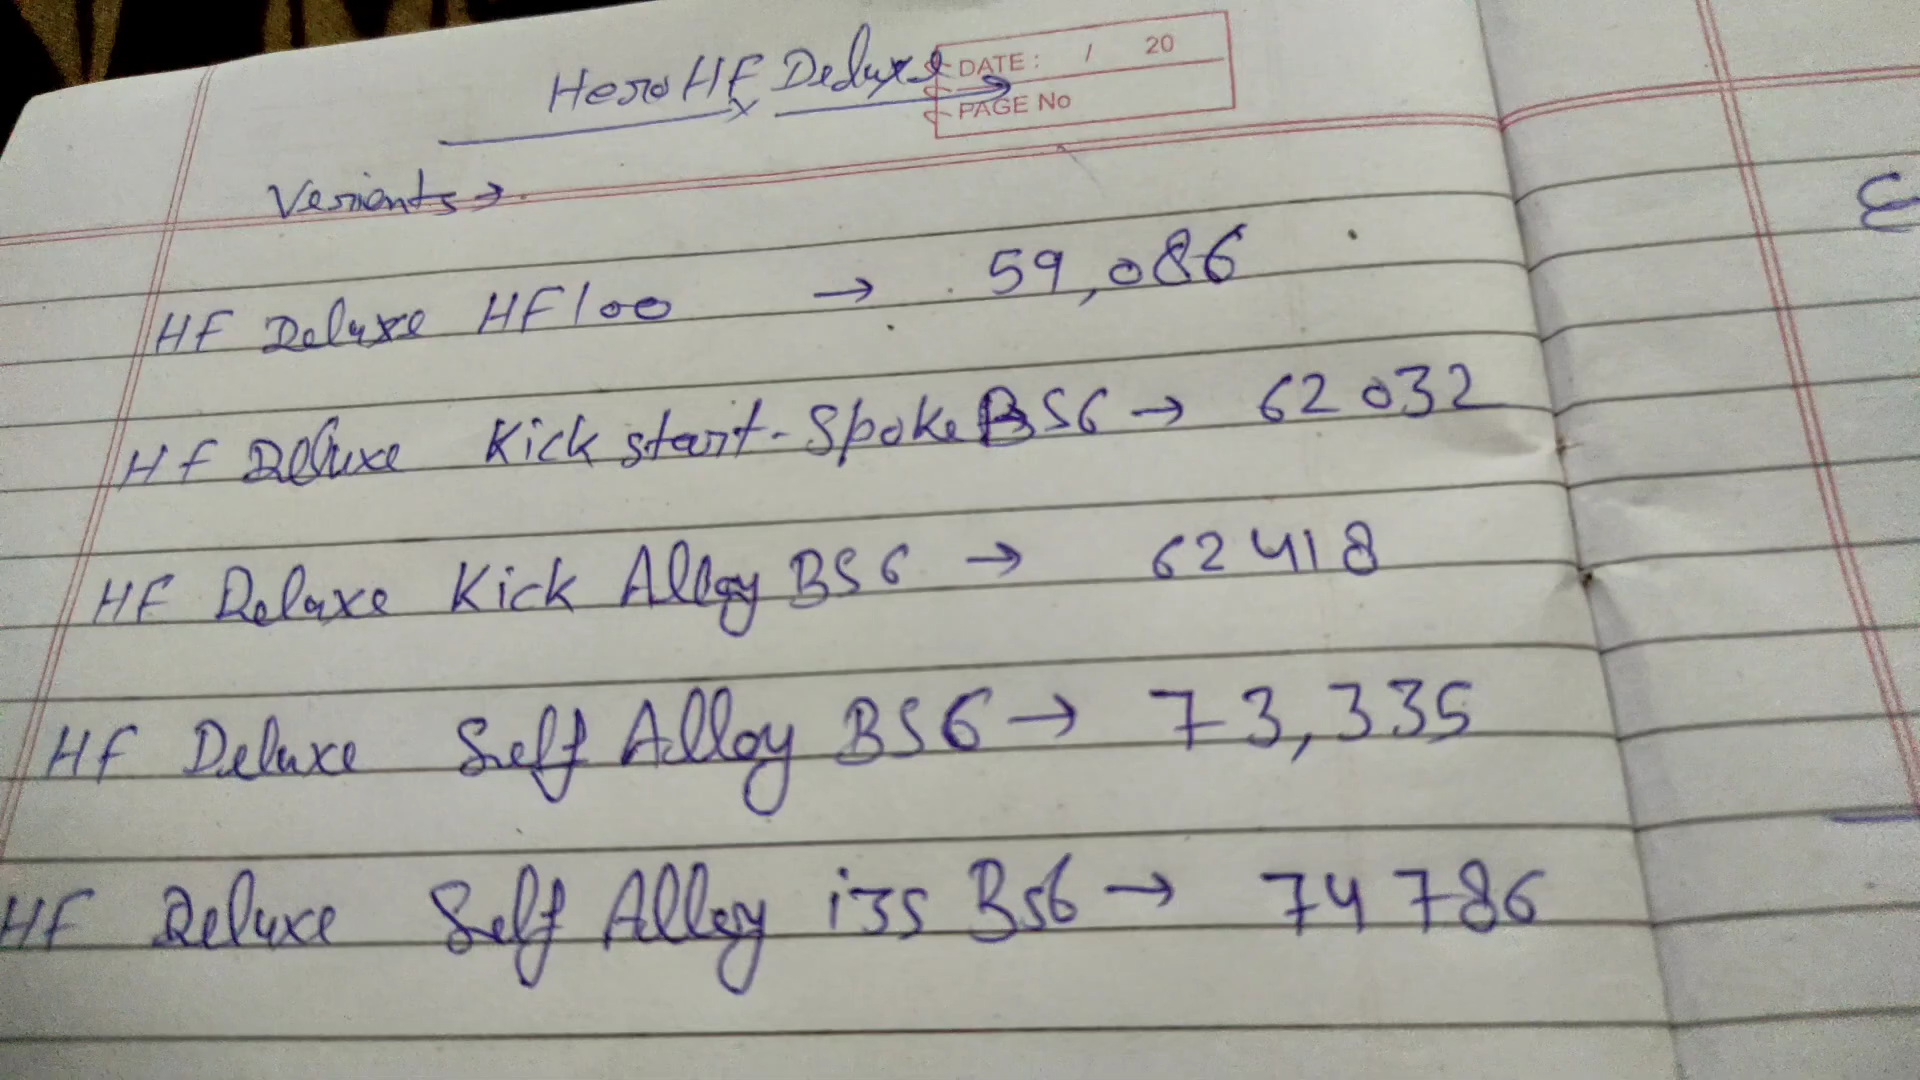 Hero HF Deluxe
DATE : / 20
PAGE No
Verients →
HF Deluxe HF100 → 59,086
HF Deluxe Kick start-Spoke BS6 → 62032
HF Deluxe Kick Alloy BS6 → 62418
HF Deluxe Self Alloy BS6 → 73,335
HF Deluxe Self Alloy i3s BS6 → 74786